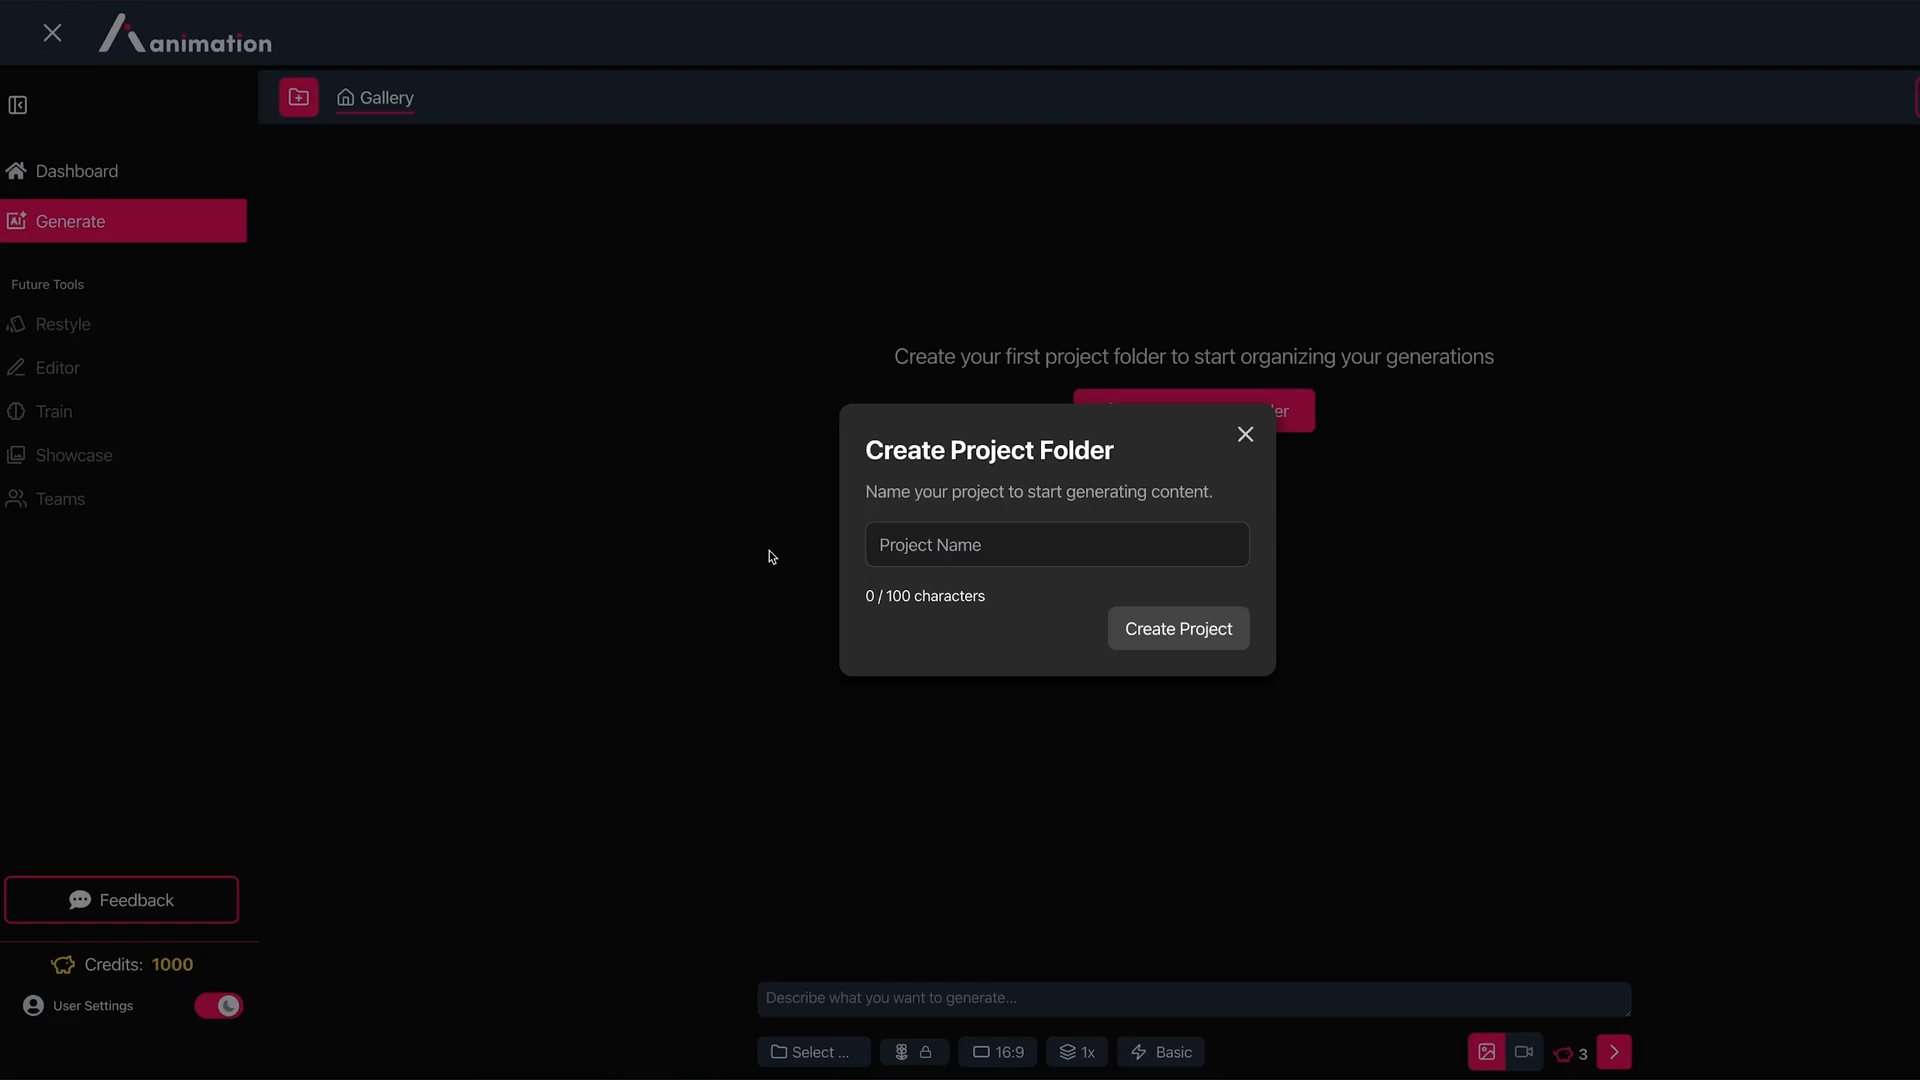 animation
Gallery
Dashboard
Generate
Future Tools
Restyle
Editor
Train
Showcase
Teams
Create your first project folder to start organizing your generations
er
Create Project Folder
Name your project to start generating content.
Project Name
0 / 100 characters
Create Project
Feedback
Credits: 1000
User Settings
Describe what you want to generate...
Select ...
16:9
1x
Basic
3